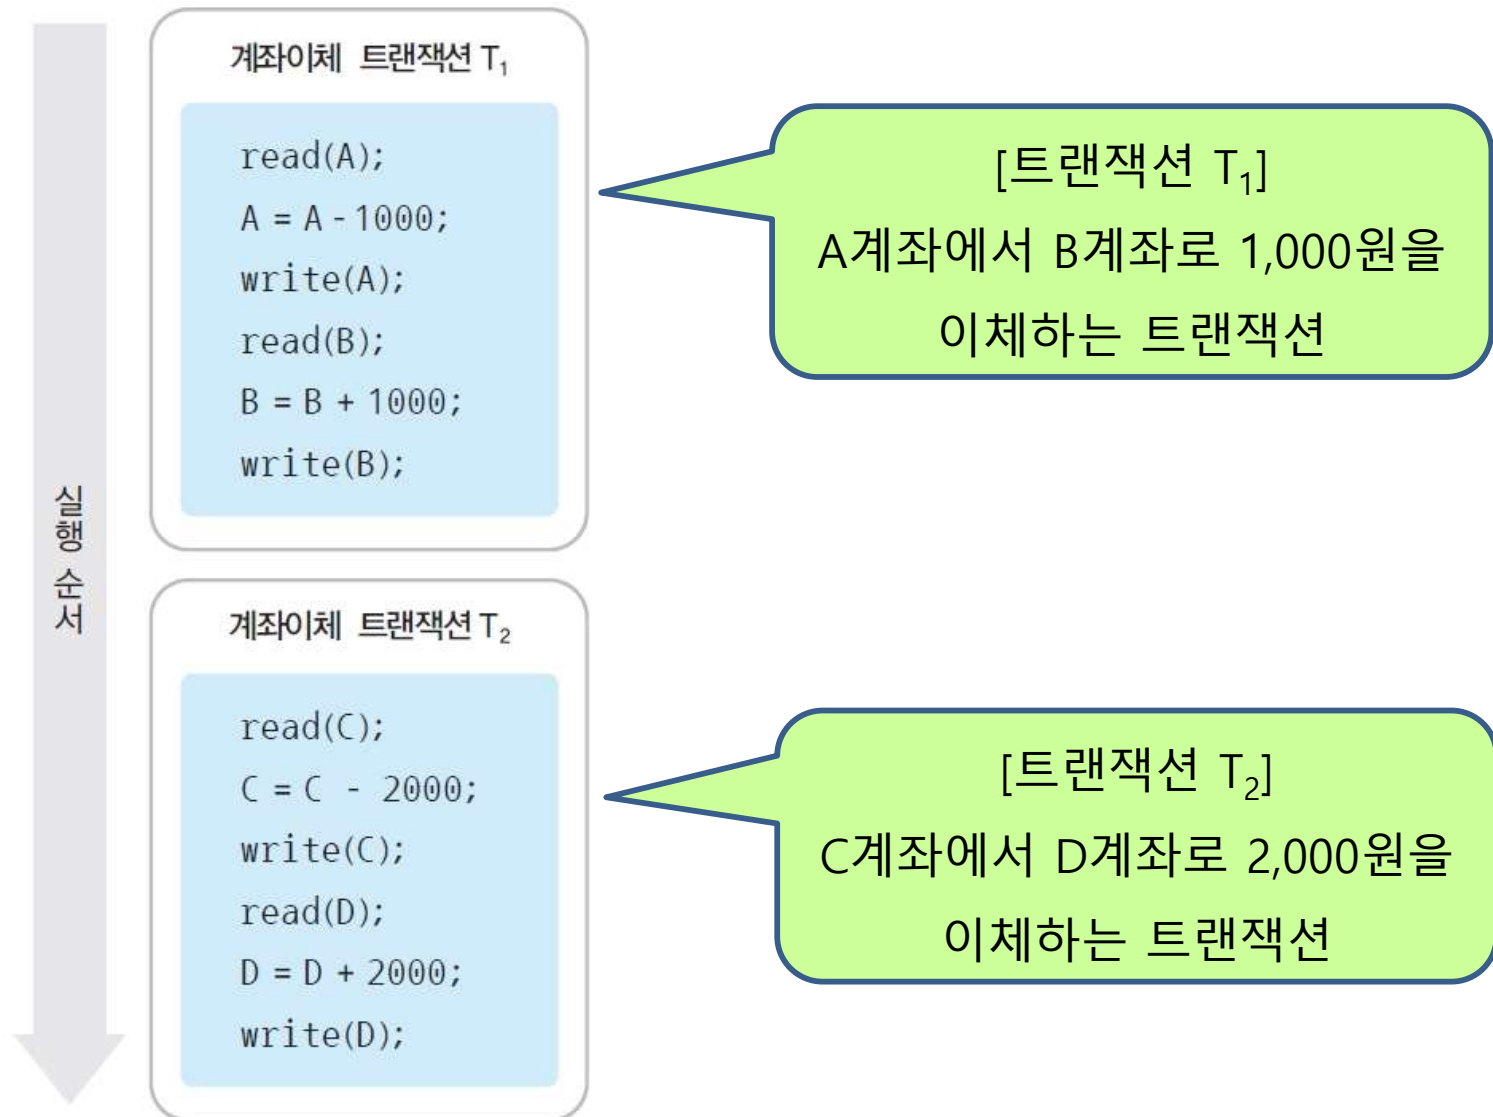 실행 순서
계좌이체 트랜잭션 T₁
read(A);
A = A - 1000;
write(A);
read(B);
B = B + 1000;
write(B);
[트랜잭션 T₁]
A계좌에서 B계좌로 1,000원을
이체하는 트랜잭션
계좌이체 트랜잭션 T₂
read(C);
C = C - 2000;
write(C);
read(D);
D = D + 2000;
write(D);
[트랜잭션 T₂]
C계좌에서 D계좌로 2,000원을
이체하는 트랜잭션